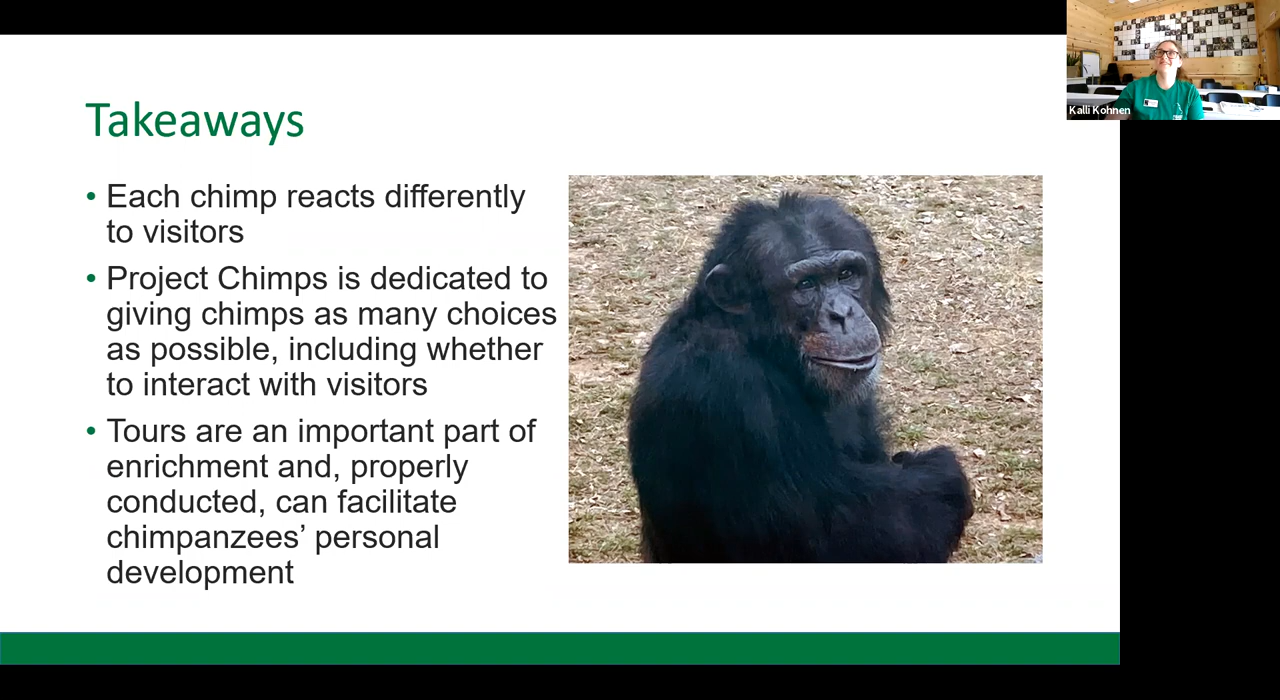 Takeaways
• Each chimp reacts differently
to visitors
• Project Chimps is dedicated to
giving chimps as many choices
as possible, including whether
to interact with visitors
• Tours are an important part of
enrichment and, properly
conducted, can facilitate
chimpanzees’ personal
development
Kalli Kohnen